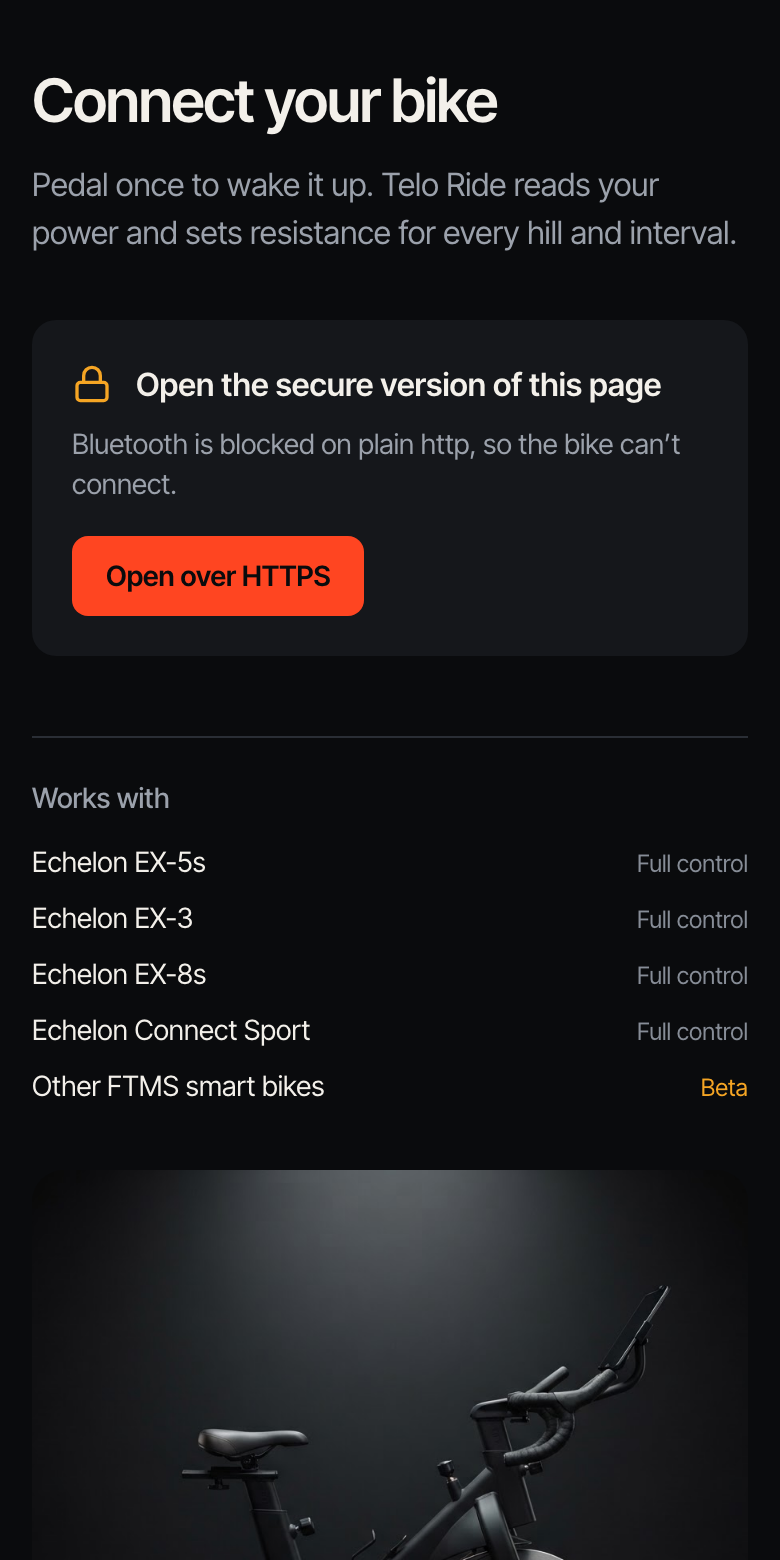 Connect your bike
Pedal once to wake it up. Telo Ride reads your
power and sets resistance for every hill and interval.
Open the secure version of this page
Bluetooth is blocked on plain http, so the bike can’t
connect.
Open over HTTPS
Works with
Echelon EX-5s Full control
Echelon EX-3 Full control
Echelon EX-8s Full control
Echelon Connect Sport Full control
Other FTMS smart bikes Beta